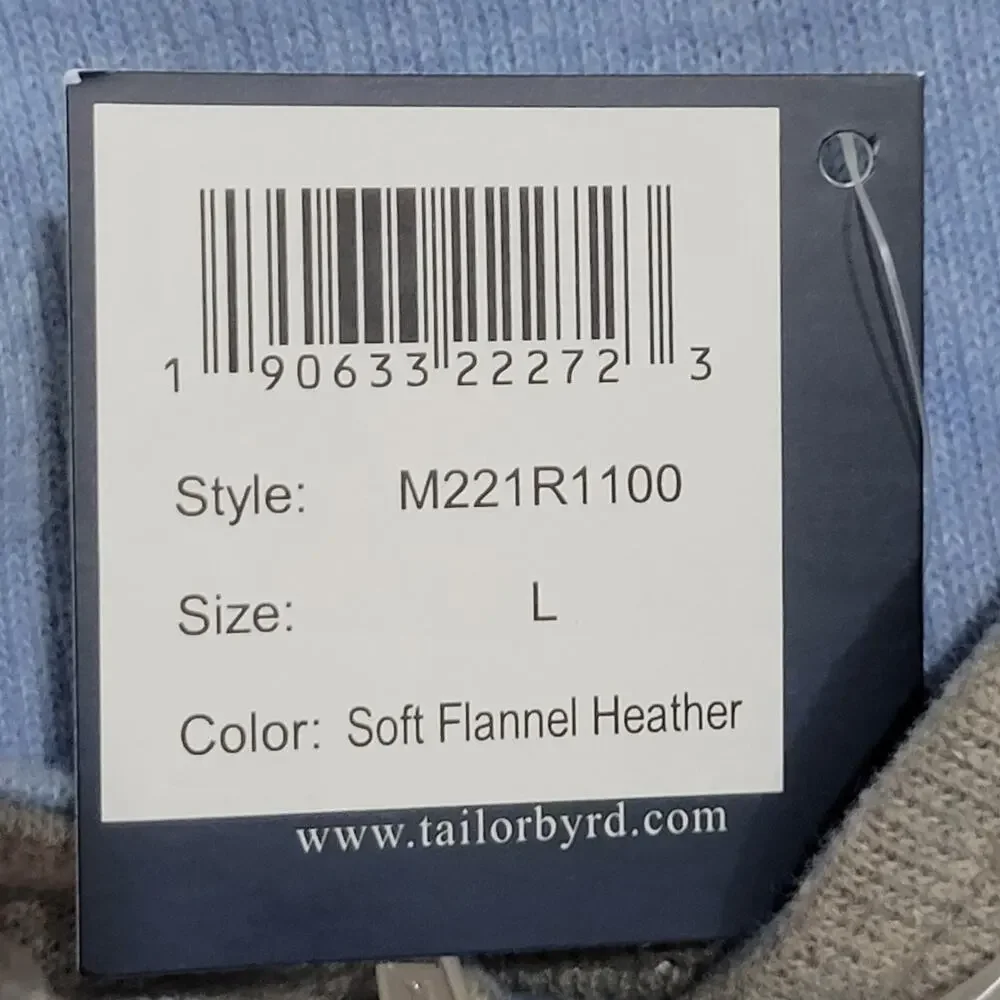 1 90633 22272 3
Style: M221R1100
Size: L
Color: Soft Flannel Heather
www.tailorbyrd.com